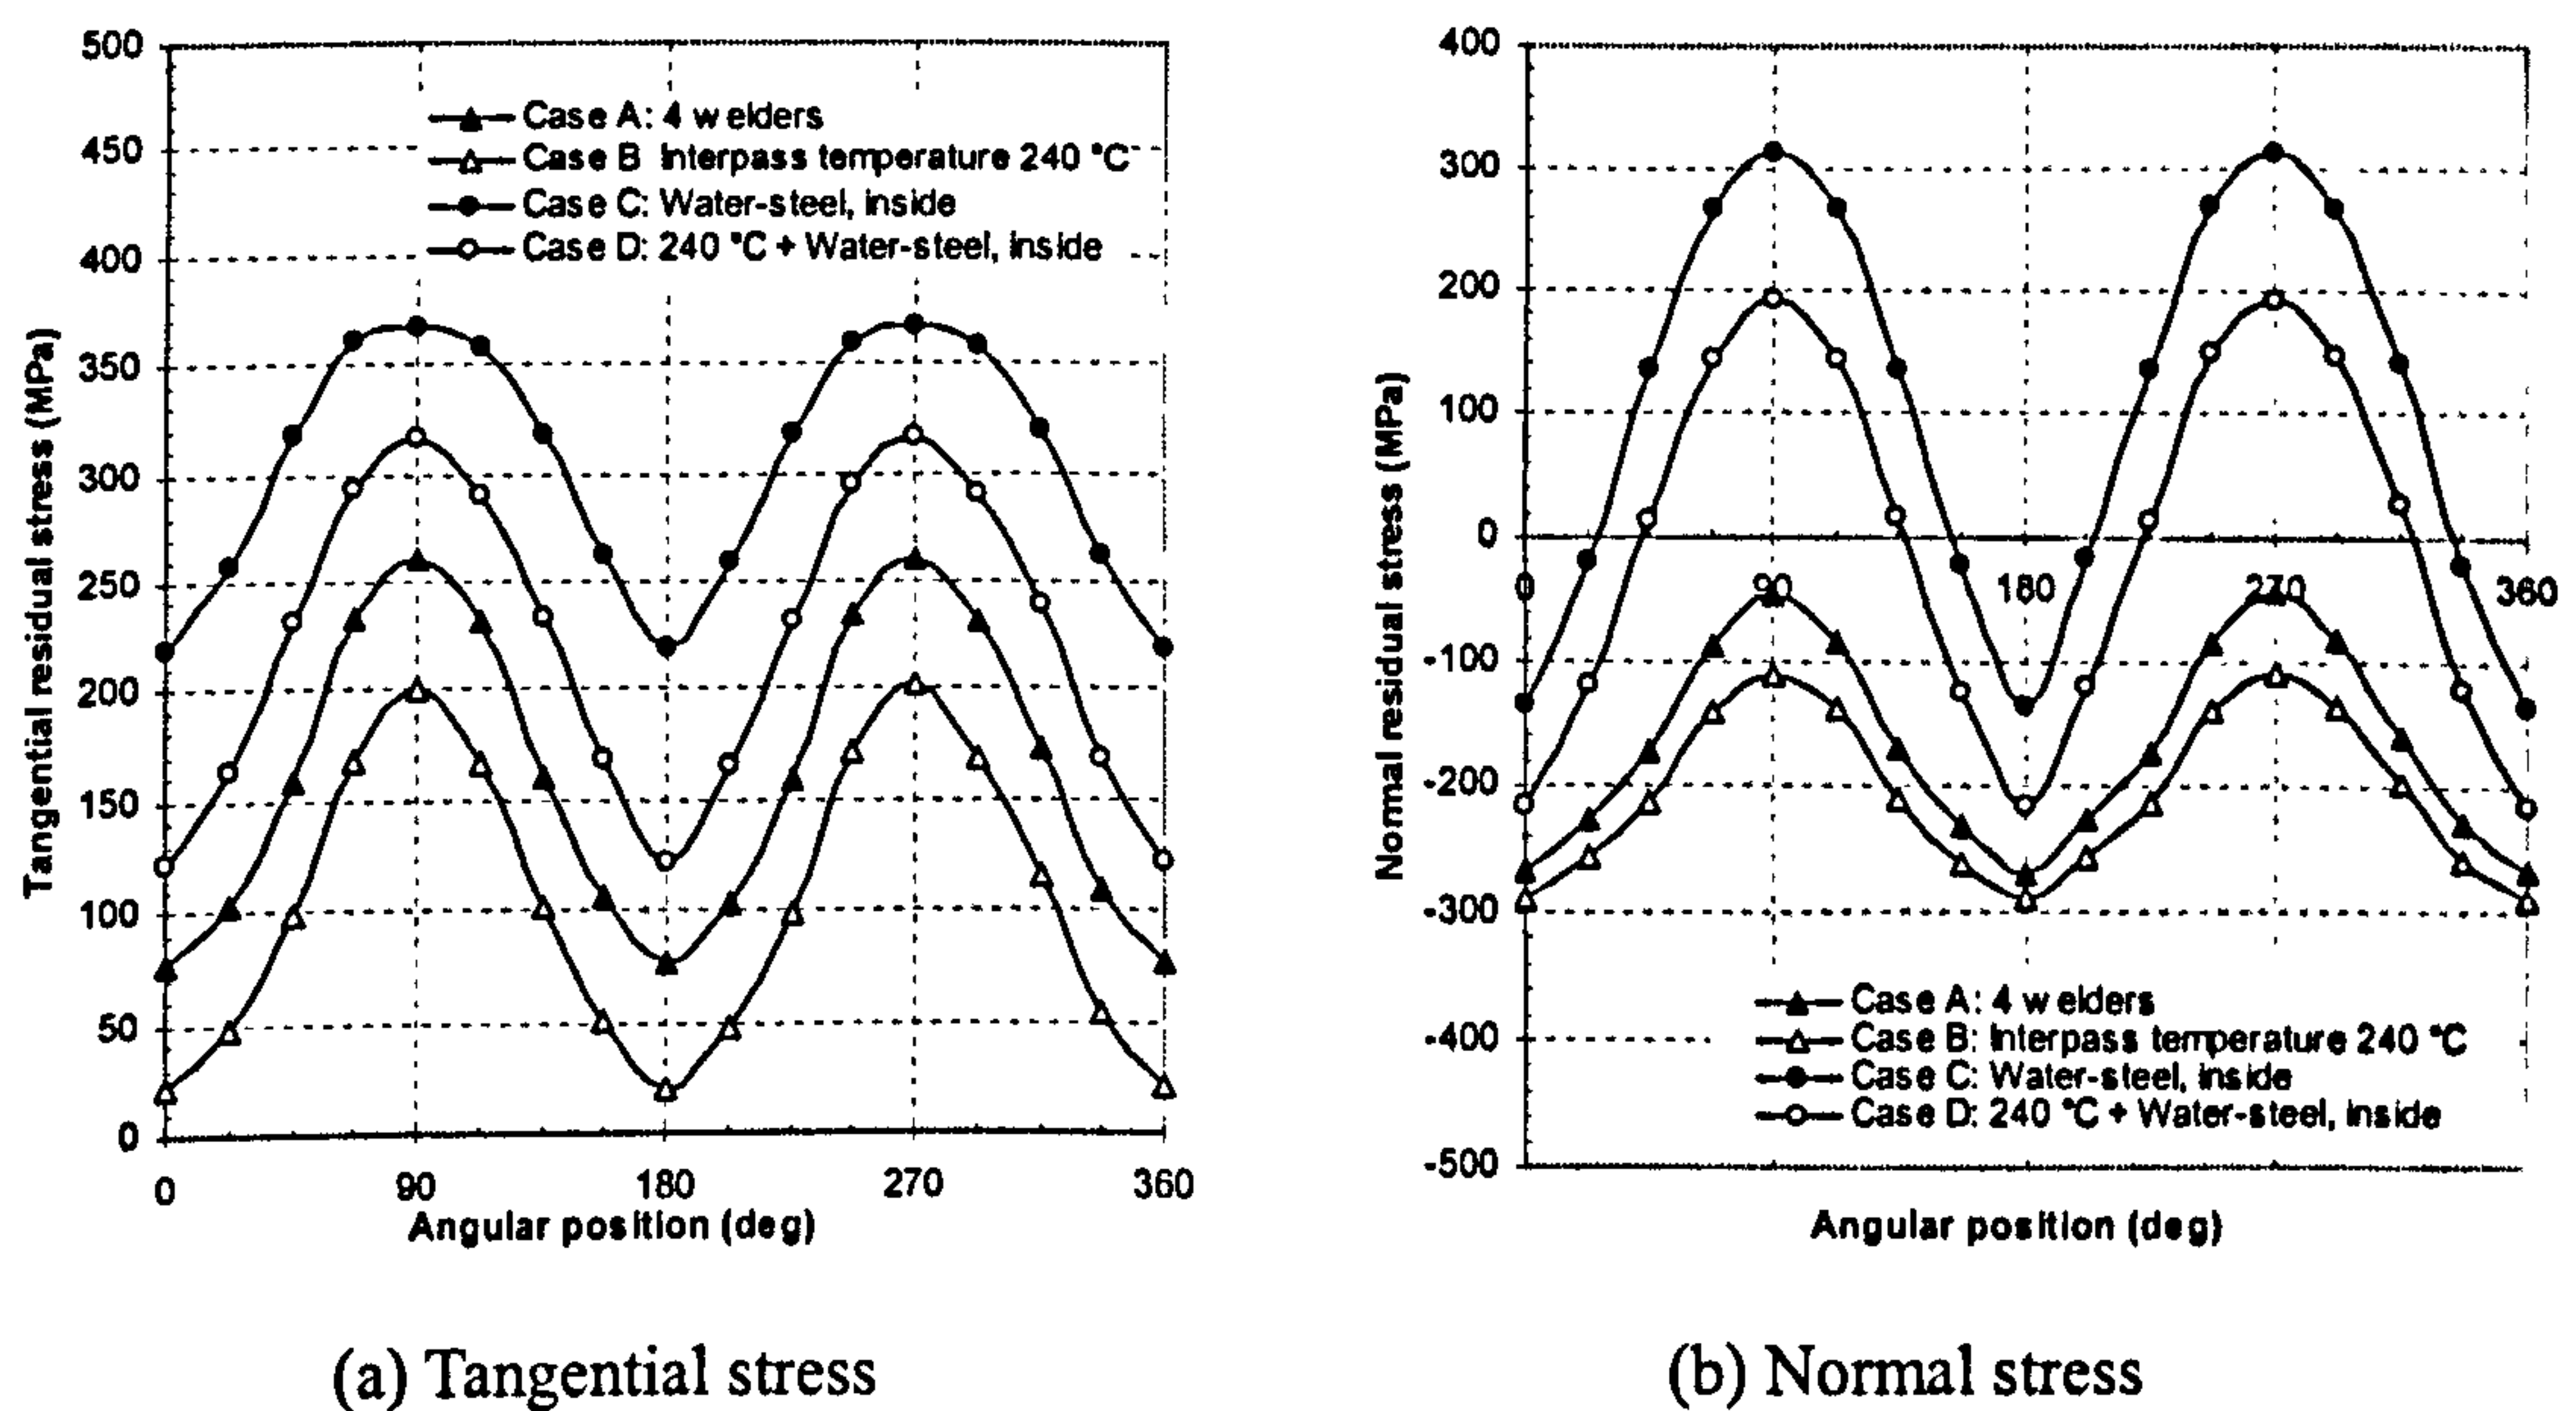 500
450
400
350
300
250
200
150
100
50
0
Tangential residual stress (MPa)
Case A: 4 welders
Case B Interpass temperature 240 °C
Case C: Water-steel, inside
Case D: 240 °C + Water-steel, inside
0 90 180 270 360
Angular position (deg)
(a) Tangential stress
400
300
200
100
0
-100
-200
-300
-400
-500
Normal residual stress (MPa)
0 90 180 270 360
Case A: 4 welders
Case B: Interpass temperature 240 °C
Case C: Water-steel, inside
Case D: 240 °C + Water-steel, inside
Angular position (deg)
(b) Normal stress